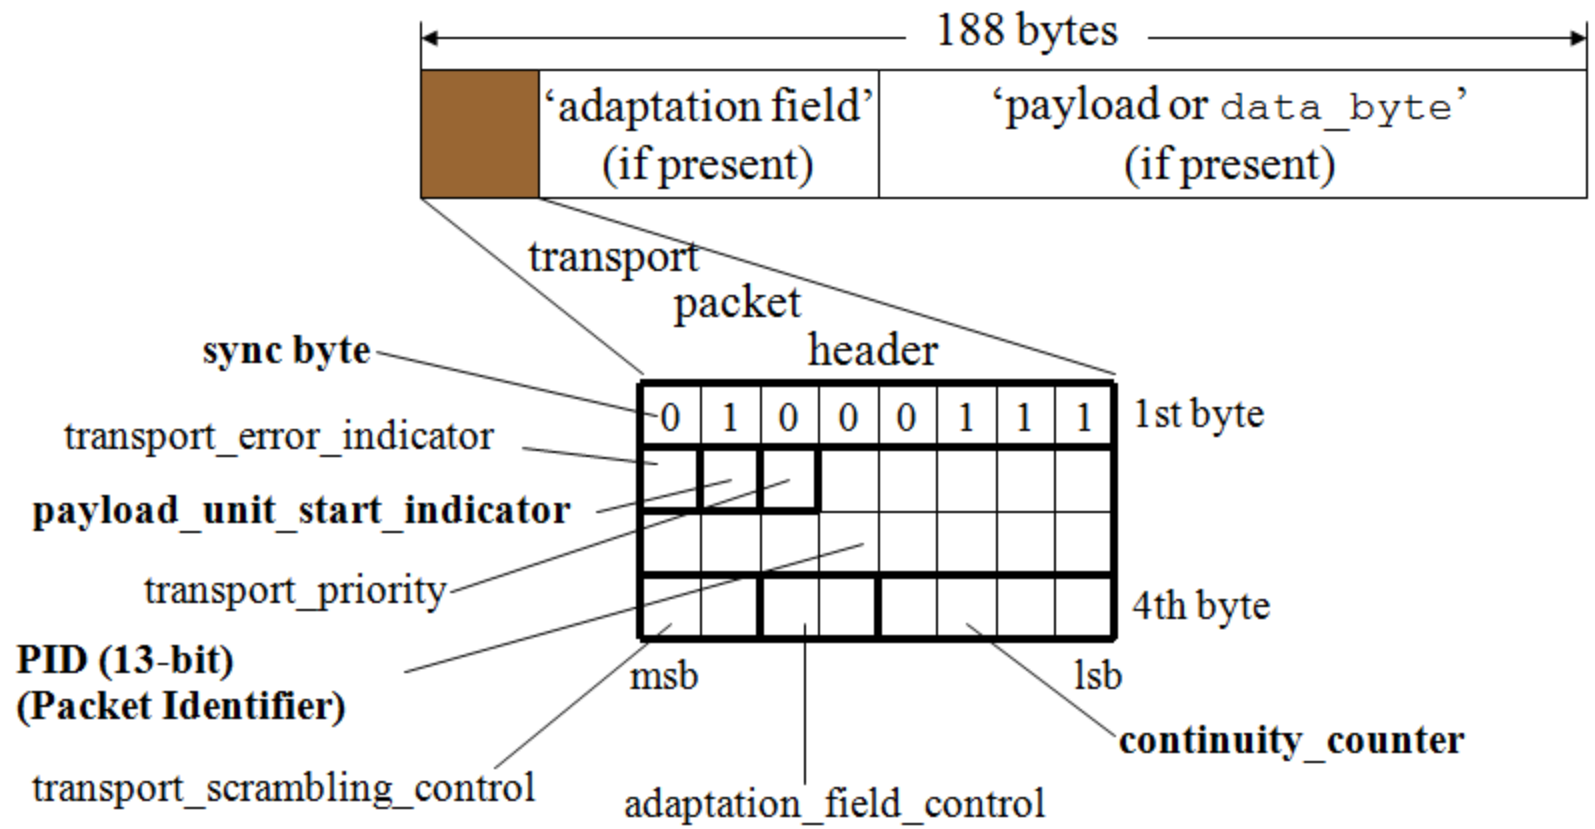 188 bytes
‘adaptation field’
(if present)
‘payload or data_byte’
(if present)
transport
packet
header
sync byte
0 1 0 0 0 1 1 1
1st byte
transport_error_indicator
payload_unit_start_indicator
transport_priority
4th byte
PID (13-bit)
(Packet Identifier)
msb
lsb
continuity_counter
transport_scrambling_control
adaptation_field_control